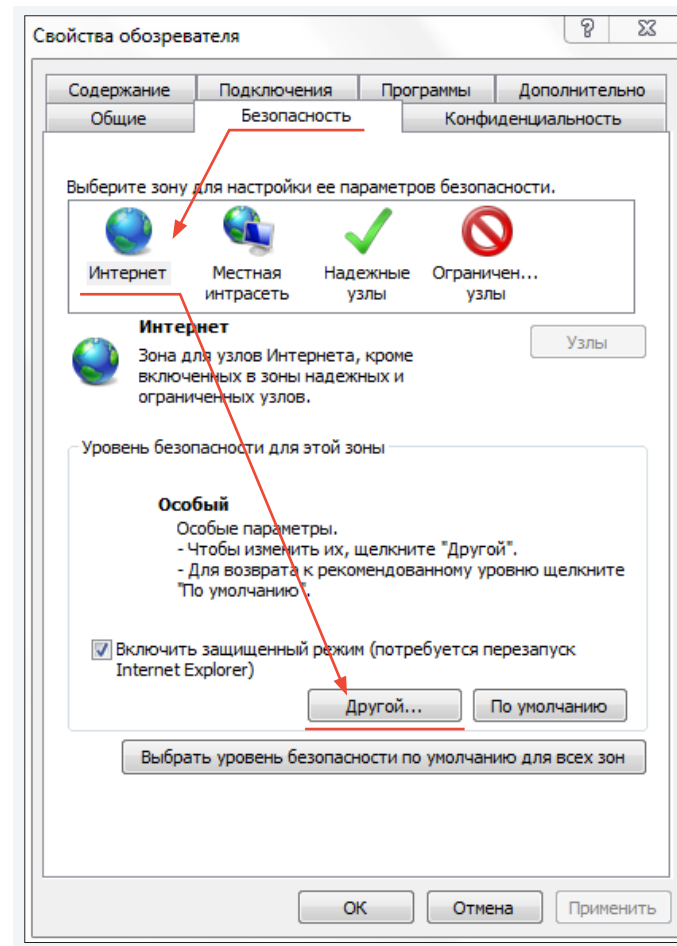 Свойства обозревателя
Содержание Подключения Программы Дополнительно
Общие Безопасность Конфиденциальность
Выберите зону для настройки ее параметров безопасности.
Интернет Местная интрасеть Надежные узлы Ограничен... узлы
Интернет
Узлы
Зона для узлов Интернета, кроме
включенных в зоны надежных и
ограниченных узлов.
Уровень безопасности для этой зоны
Особый
Особые параметры.
- Чтобы изменить их, щелкните "Другой".
- Для возврата к рекомендованному уровню щелкните
"По умолчанию".
Включить защищенный режим (потребуется перезапуск
Internet Explorer)
Другой... По умолчанию
Выбрать уровень безопасности по умолчанию для всех зон
ОК Отмена Применить